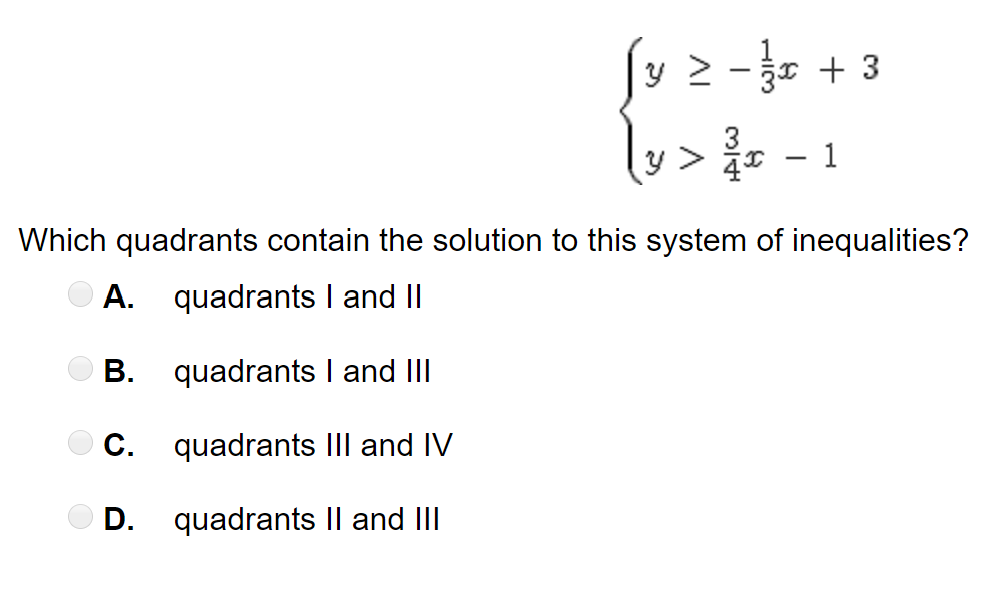 y ≥ -1/3x + 3
y > 3/4x - 1
Which quadrants contain the solution to this system of inequalities?
A. quadrants I and II
B. quadrants I and III
C. quadrants III and IV
D. quadrants II and III